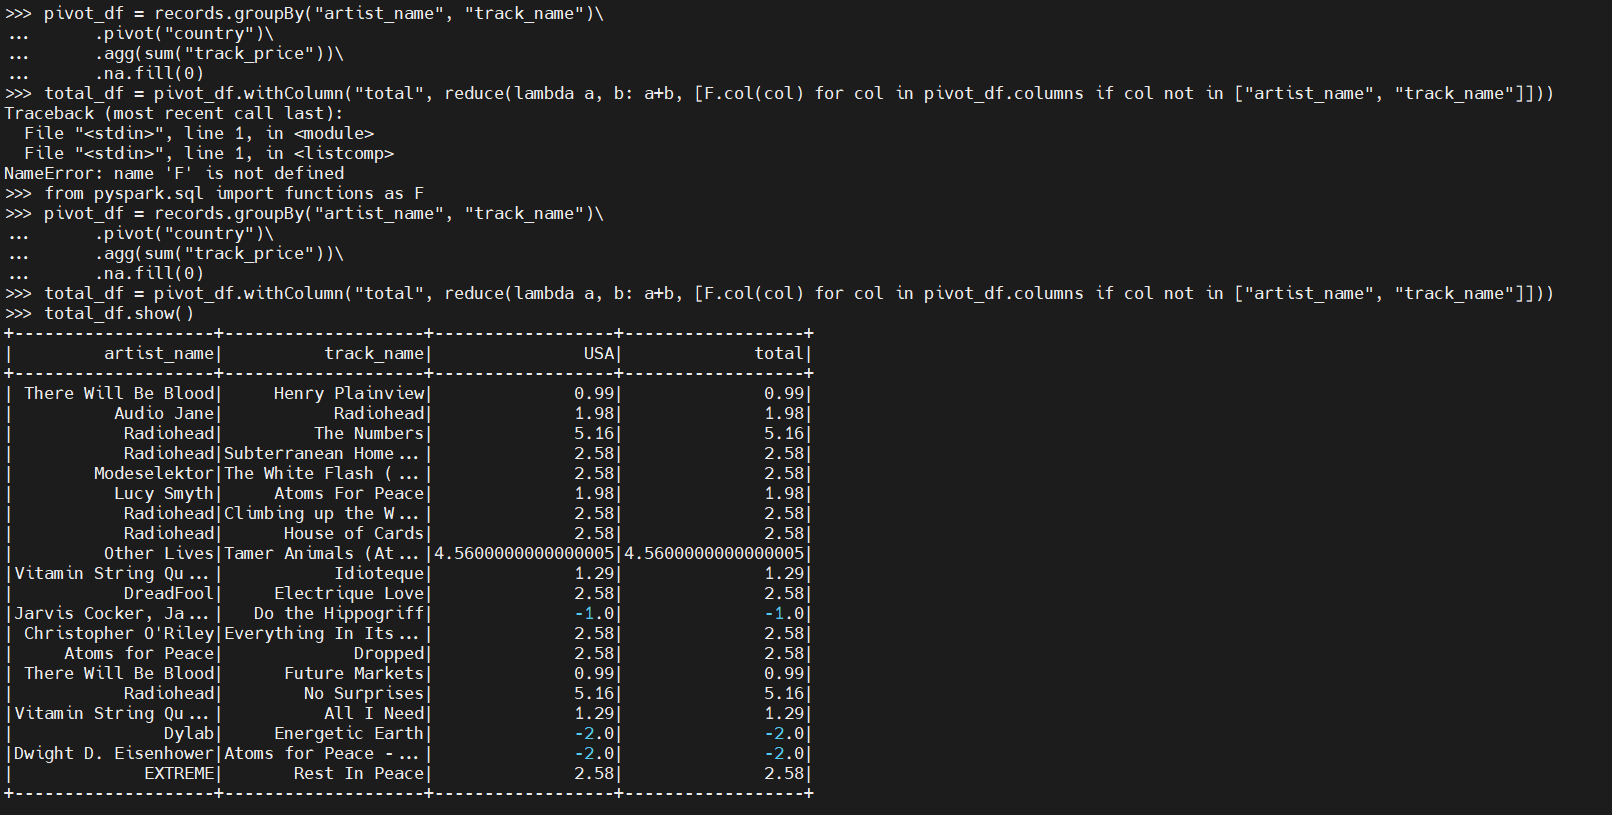 >>> pivot_df = records.groupBy("artist_name", "track_name")\
...       .pivot("country")\
...       .agg(sum("track_price"))\
...       .na.fill(0)
>>> total_df = pivot_df.withColumn("total", reduce(lambda a, b: a+b, [F.col(col) for col in pivot_df.columns if col not in ["artist_name", "track_name"]]))
Traceback (most recent call last):
  File "<stdin>", line 1, in <module>
  File "<stdin>", line 1, in <listcomp>
NameError: name 'F' is not defined
>>> from pyspark.sql import functions as F
>>> pivot_df = records.groupBy("artist_name", "track_name")\
...       .pivot("country")\
...       .agg(sum("track_price"))\
...       .na.fill(0)
>>> total_df = pivot_df.withColumn("total", reduce(lambda a, b: a+b, [F.col(col) for col in pivot_df.columns if col not in ["artist_name", "track_name"]]))
>>> total_df.show()
+--------------------+--------------------+------------------+------------------+
|         artist_name|          track_name|               USA|             total|
+--------------------+--------------------+------------------+------------------+
| There Will Be Blood|     Henry Plainview|              0.99|              0.99|
|          Audio Jane|           Radiohead|              1.98|              1.98|
|           Radiohead|         The Numbers|              5.16|              5.16|
|           Radiohead|Subterranean Home...|              2.58|              2.58|
|        Modeselektor|The White Flash (...|              2.58|              2.58|
|          Lucy Smyth|     Atoms For Peace|              1.98|              1.98|
|           Radiohead|Climbing up the W...|              2.58|              2.58|
|           Radiohead|      House of Cards|              2.58|              2.58|
|         Other Lives|Tamer Animals (At...|4.5600000000000005|4.5600000000000005|
|Vitamin String Qu...|           Idioteque|              1.29|              1.29|
|           DreadFool|     Electrique Love|              2.58|              2.58|
|Jarvis Cocker, Ja...|   Do the Hippogriff|              -1.0|              -1.0|
| Christopher O'Riley|Everything In Its...|              2.58|              2.58|
|     Atoms for Peace|             Dropped|              2.58|              2.58|
| There Will Be Blood|      Future Markets|              0.99|              0.99|
|           Radiohead|        No Surprises|              5.16|              5.16|
|Vitamin String Qu...|          All I Need|              1.29|              1.29|
|               Dylab|     Energetic Earth|              -2.0|              -2.0|
|Dwight D. Eisenhower|Atoms for Peace -...|              -2.0|              -2.0|
|             EXTREME|       Rest In Peace|              2.58|              2.58|
+--------------------+--------------------+------------------+------------------+